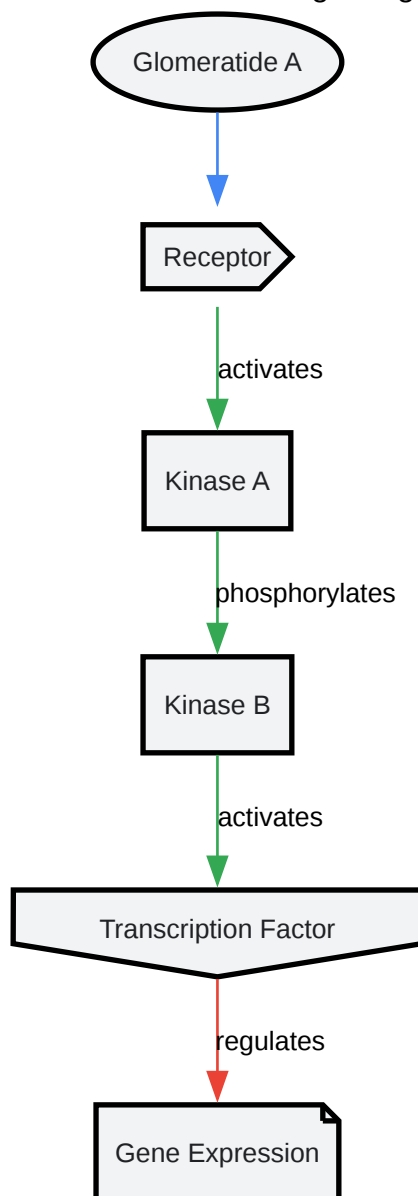 Glomeratide A
Receptor
activates
Kinase A
phosphorylates
Kinase B
activates
Transcription Factor
regulates
Gene Expression